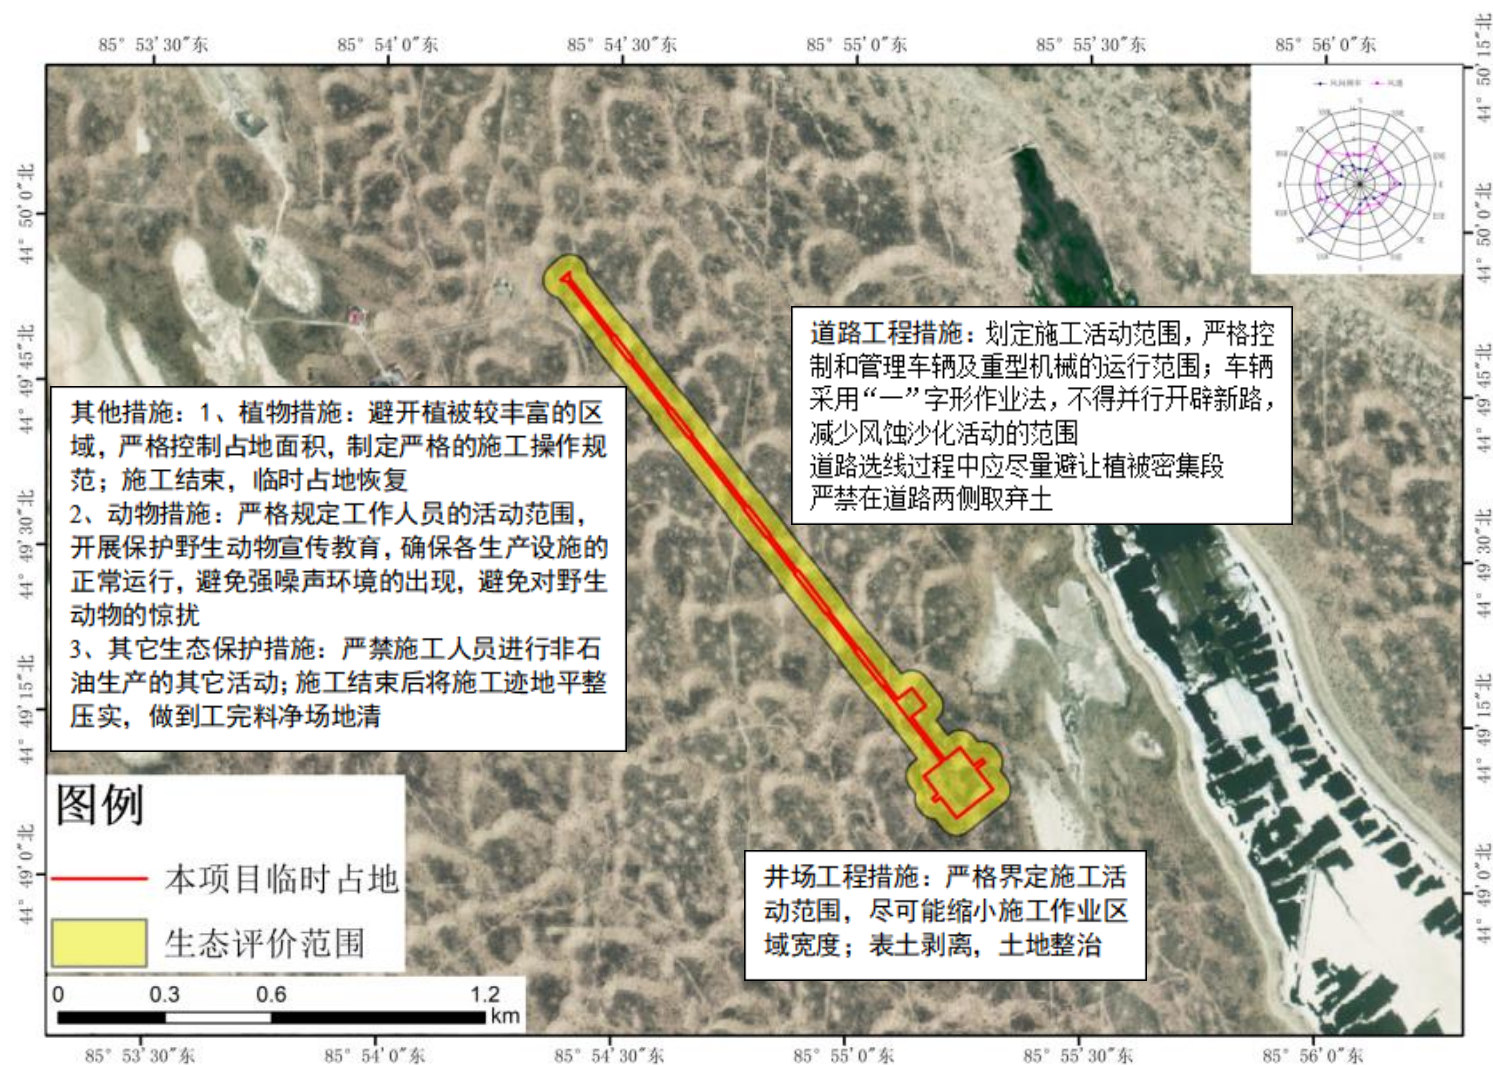 85° 53′30″东
85° 54′0″东
85° 54′30″东
85° 55′0″东
85° 55′30″东
85° 56′0″东
44° 50′15″北
44° 50′0″北
44° 49′45″北
44° 49′30″北
44° 49′15″北
44° 49′0″北
44° 50′0″北
44° 49′45″北
44° 49′30″北
44° 49′15″北
44° 49′0″北
道路工程措施：划定施工活动范围，严格控
制和管理车辆及重型机械的运行范围；车辆
采用“一”字形作业法，不得并行开辟新路，
减少风蚀沙化活动的范围
道路选线过程中应尽量避让植被密集段
严禁在道路两侧取弃土
其他措施：1、植物措施：避开植被较丰富的区
域，严格控制占地面积，制定严格的施工操作规
范；施工结束，临时占地恢复
2、动物措施：严格规定工作人员的活动范围，
开展保护野生动物宣传教育，确保各生产设施的
正常运行，避免强噪声环境的出现，避免对野生
动物的惊扰
3、其它生态保护措施：严禁施工人员进行非石
油生产的其它活动；施工结束后将施工迹地平整
压实，做到工完料净场地清
井场工程措施：严格界定施工活
动范围，尽可能缩小施工作业区
域宽度；表土剥离，土地整治
图例
本项目临时占地
生态评价范围
0 0.3 0.6 1.2
km
85° 53′30″东
85° 54′0″东
85° 54′30″东
85° 55′0″东
85° 55′30″东
85° 56′0″东